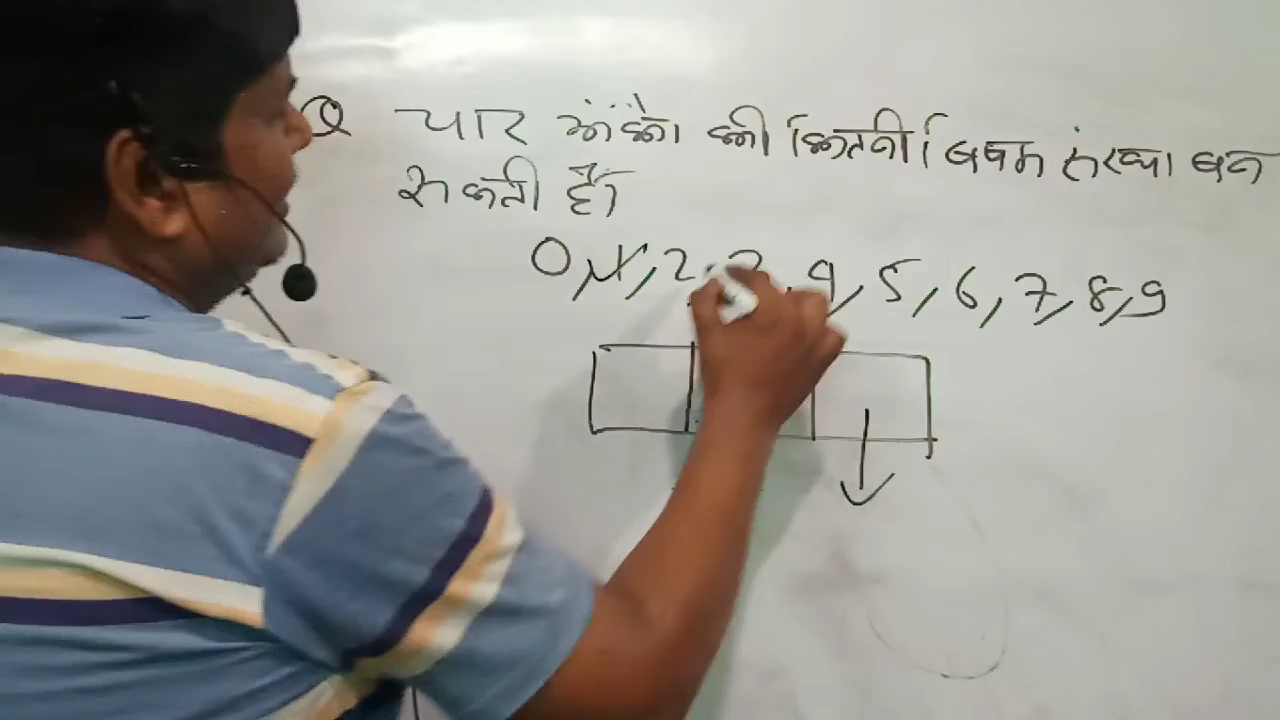 Q चार अंकों की कितनी विषम संख्या बन
सकती हैं
0, 1, 2, 3, 4, 5, 6, 7, 8, 9